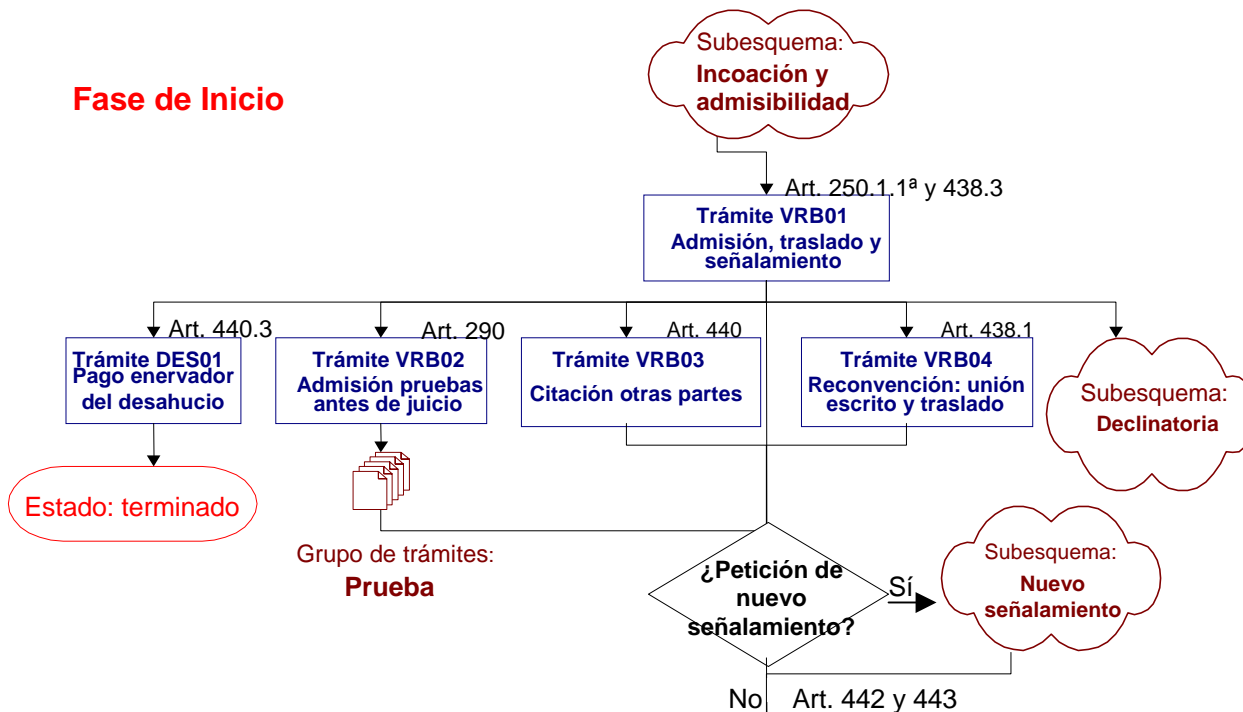 Subesquema:
Incoación y
admisibilidad
Fase de Inicio
Art. 250.1.1ª y 438.3
Trámite VRB01
Admisión, traslado y
señalamiento
Art. 440.3
Art. 290
Art. 440
Art. 438.1
Trámite DES01
Pago enervador
del desahucio
Trámite VRB02
Admisión pruebas
antes de juicio
Trámite VRB03
Citación otras partes
Trámite VRB04
Reconvención: unión
escrito y traslado
Subesquema:
Declinatoria
Estado: terminado
Grupo de trámites:
Prueba
¿Petición de
nuevo
señalamiento?
Sí
Subesquema:
Nuevo
señalamiento
No
Art. 442 y 443